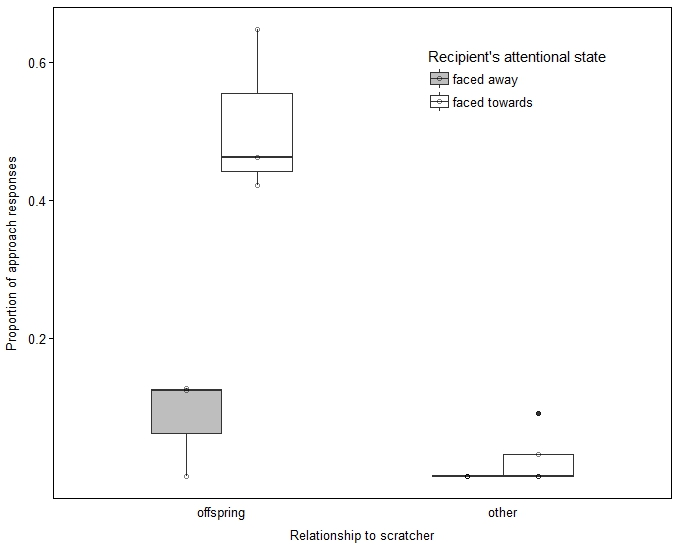 Recipient's attentional state
faced away
faced towards
0.6
0.4
0.2
Proportion of approach responses
offspring
other
Relationship to scratcher